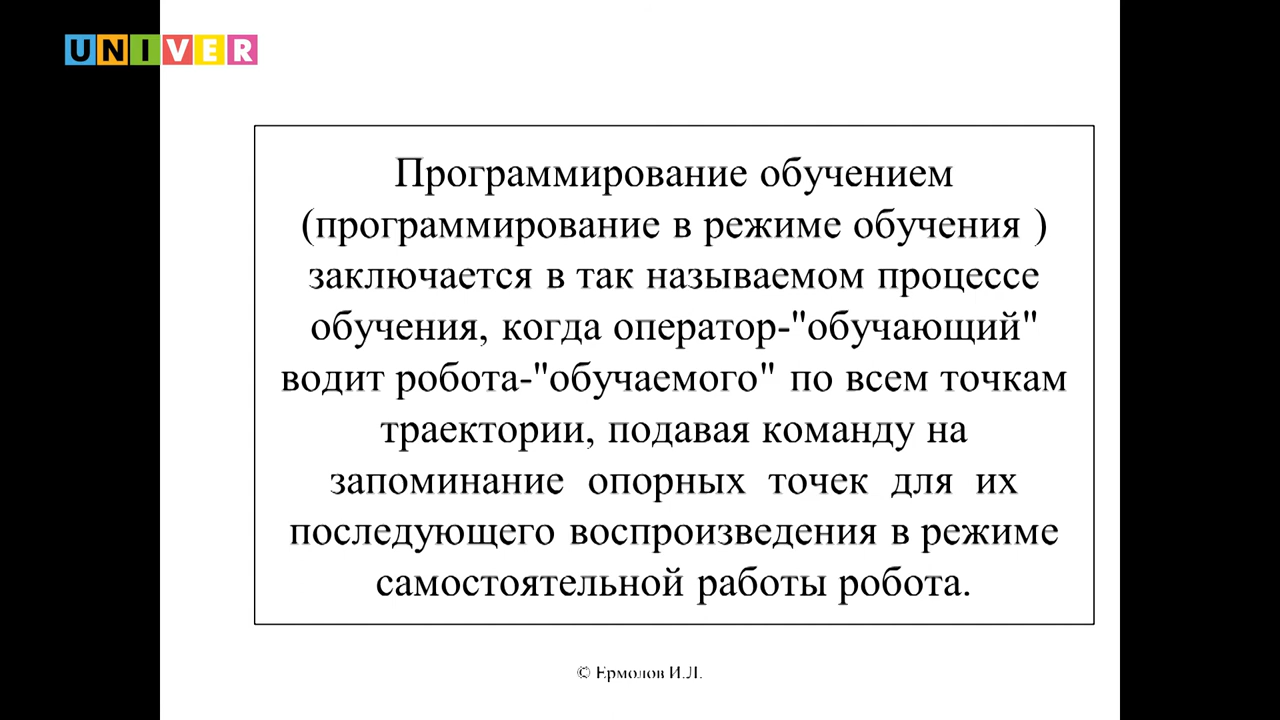 UNIVER
Программирование обучением
(программирование в режиме обучения )
заключается в так называемом процессе
обучения, когда оператор-"обучающий"
водит робота-"обучаемого" по всем точкам
траектории, подавая команду на
запоминание опорных точек для их
последующего воспроизведения в режиме
самостоятельной работы робота.
© Ермолов И.Л.